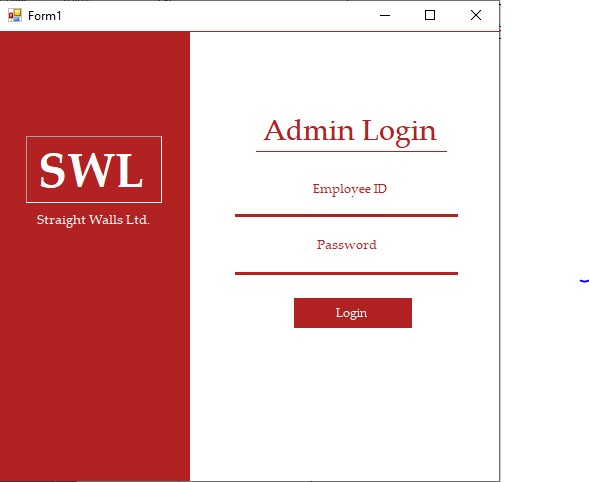 Form1
SWL
Straight Walls Ltd.
Admin Login
Employee ID
Password
Login